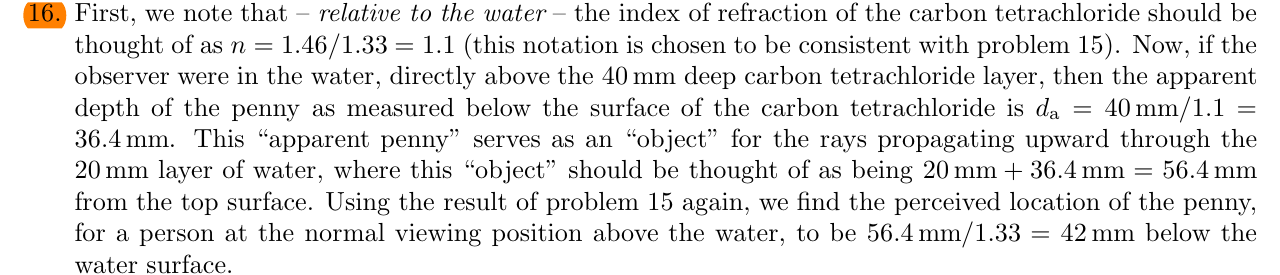 16. First, we note that – relative to the water – the index of refraction of the carbon tetrachloride should be
thought of as n = 1.46/1.33 = 1.1 (this notation is chosen to be consistent with problem 15). Now, if the
observer were in the water, directly above the 40 mm deep carbon tetrachloride layer, then the apparent
depth of the penny as measured below the surface of the carbon tetrachloride is dₐ = 40 mm/1.1 =
36.4 mm. This “apparent penny” serves as an “object” for the rays propagating upward through the
20 mm layer of water, where this “object” should be thought of as being 20 mm + 36.4 mm = 56.4 mm
from the top surface. Using the result of problem 15 again, we find the perceived location of the penny,
for a person at the normal viewing position above the water, to be 56.4 mm/1.33 = 42 mm below the
water surface.